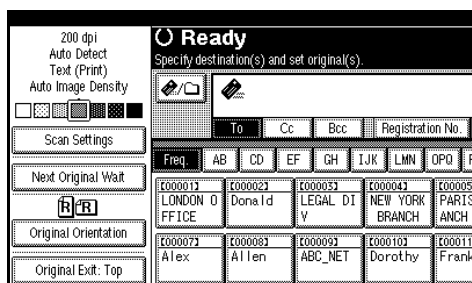 200 dpi
Auto Detect
Text (Print)
Auto Image Density
Scan Settings
Next Original Wait
R R
Original Orientation
Original Exit: Top
Ready
Specify destination(s) and set original(s).
To Cc Bcc Registration No.
Freq. AB CD EF GH IJK LMN OPQ
[00001] [00002] [00003] [00004] [00005
LONDON O Donald LEGAL DI NEW YORK PARIS
FFICE V BRANCH ANCH
[00007] [00008] [00009] [00010] [00011
Alex Allen ABC_NET Dorothy Frank